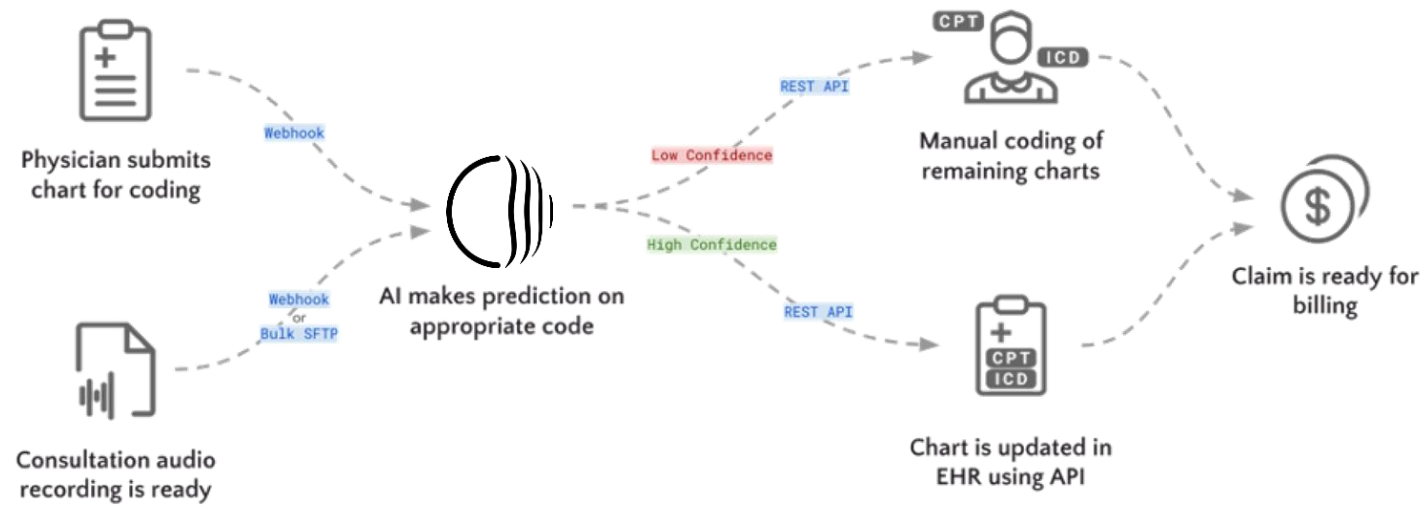 Physician submits
chart for coding
Webhook
Consultation audio
recording is ready
Webhook
or
Bulk SFTP
AI makes prediction on
appropriate code
Low Confidence
REST API
High Confidence
REST API
CPT
ICD
Manual coding of
remaining charts
CPT
ICD
Chart is updated in
EHR using API
$
Claim is ready for
billing